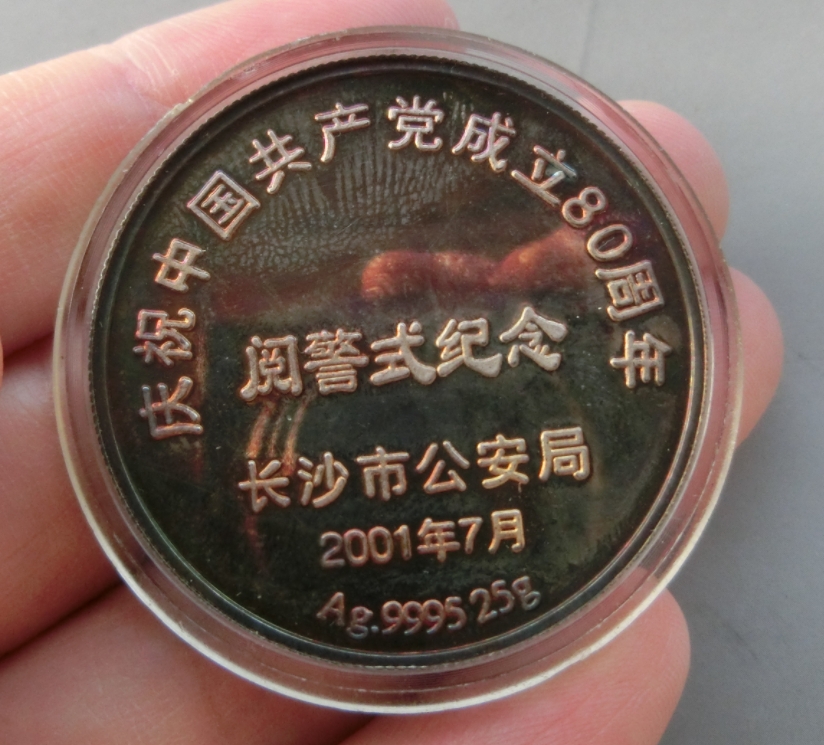 庆祝中国共产党成立80周年
阅警式纪念
长沙市公安局
2001年7月
Ag.9995 25g